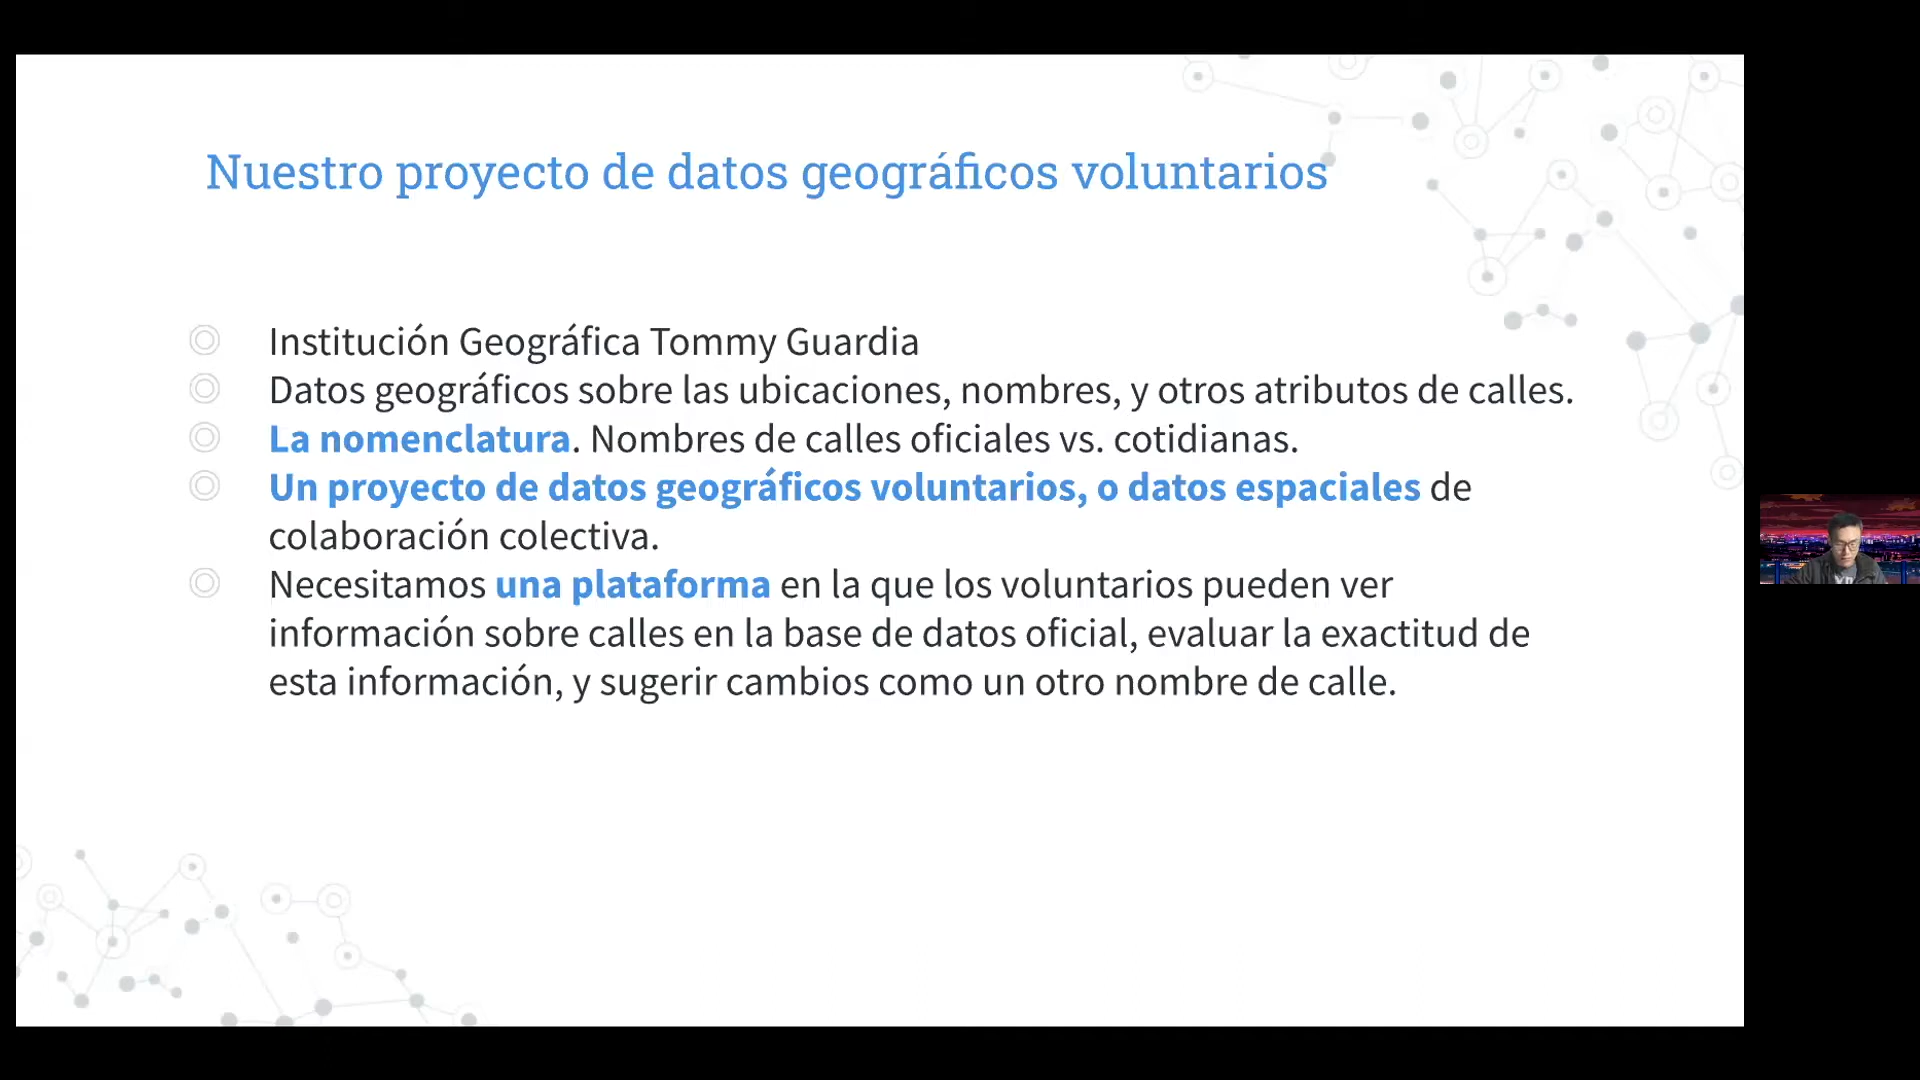 Nuestro proyecto de datos geográficos voluntarios
Institución Geográfica Tommy Guardia
Datos geográficos sobre las ubicaciones, nombres, y otros atributos de calles.
La nomenclatura. Nombres de calles oficiales vs. cotidianas.
Un proyecto de datos geográficos voluntarios, o datos espaciales de
colaboración colectiva.
Necesitamos una plataforma en la que los voluntarios pueden ver
información sobre calles en la base de datos oficial, evaluar la exactitud de
esta información, y sugerir cambios como un otro nombre de calle.